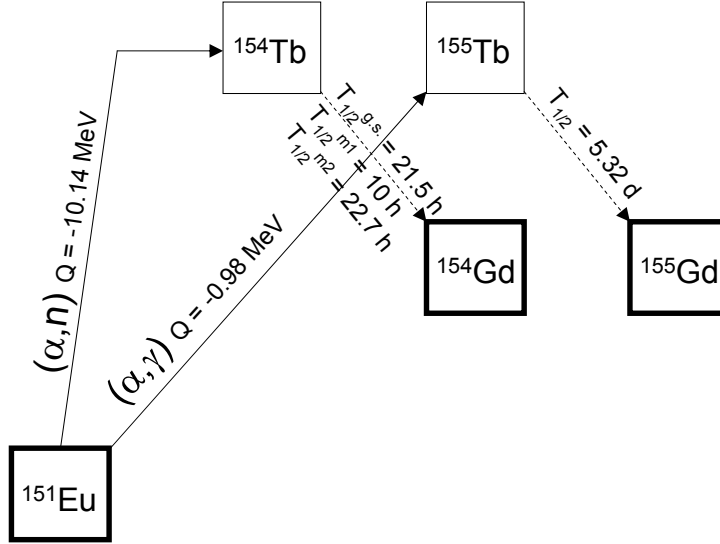 ¹⁵⁴Tb
¹⁵⁵Tb
T₁/₂ᵍ·ˢ· = 21.5 h
T₁/₂ᵐ¹ = 10 h
T₁/₂ᵐ² = 22.7 h
T₁/₂ = 5.32 d
(α,n) Q = -10.14 MeV
(α,γ) Q = -0.98 MeV
¹⁵⁴Gd
¹⁵⁵Gd
¹⁵¹Eu